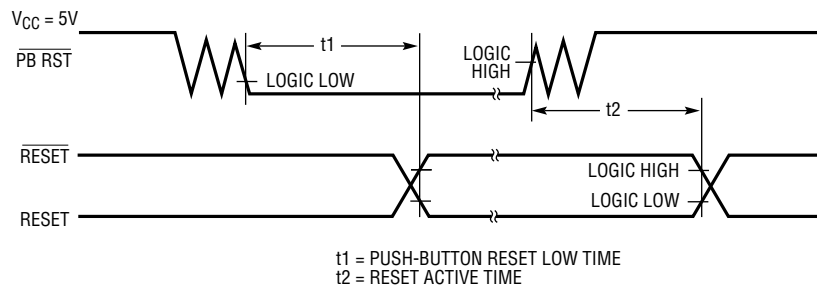 VCC = 5V
PB RST
t1
LOGIC LOW
LOGIC HIGH
t2
RESET
LOGIC HIGH
LOGIC LOW
RESET
t1 = PUSH-BUTTON RESET LOW TIME
t2 = RESET ACTIVE TIME